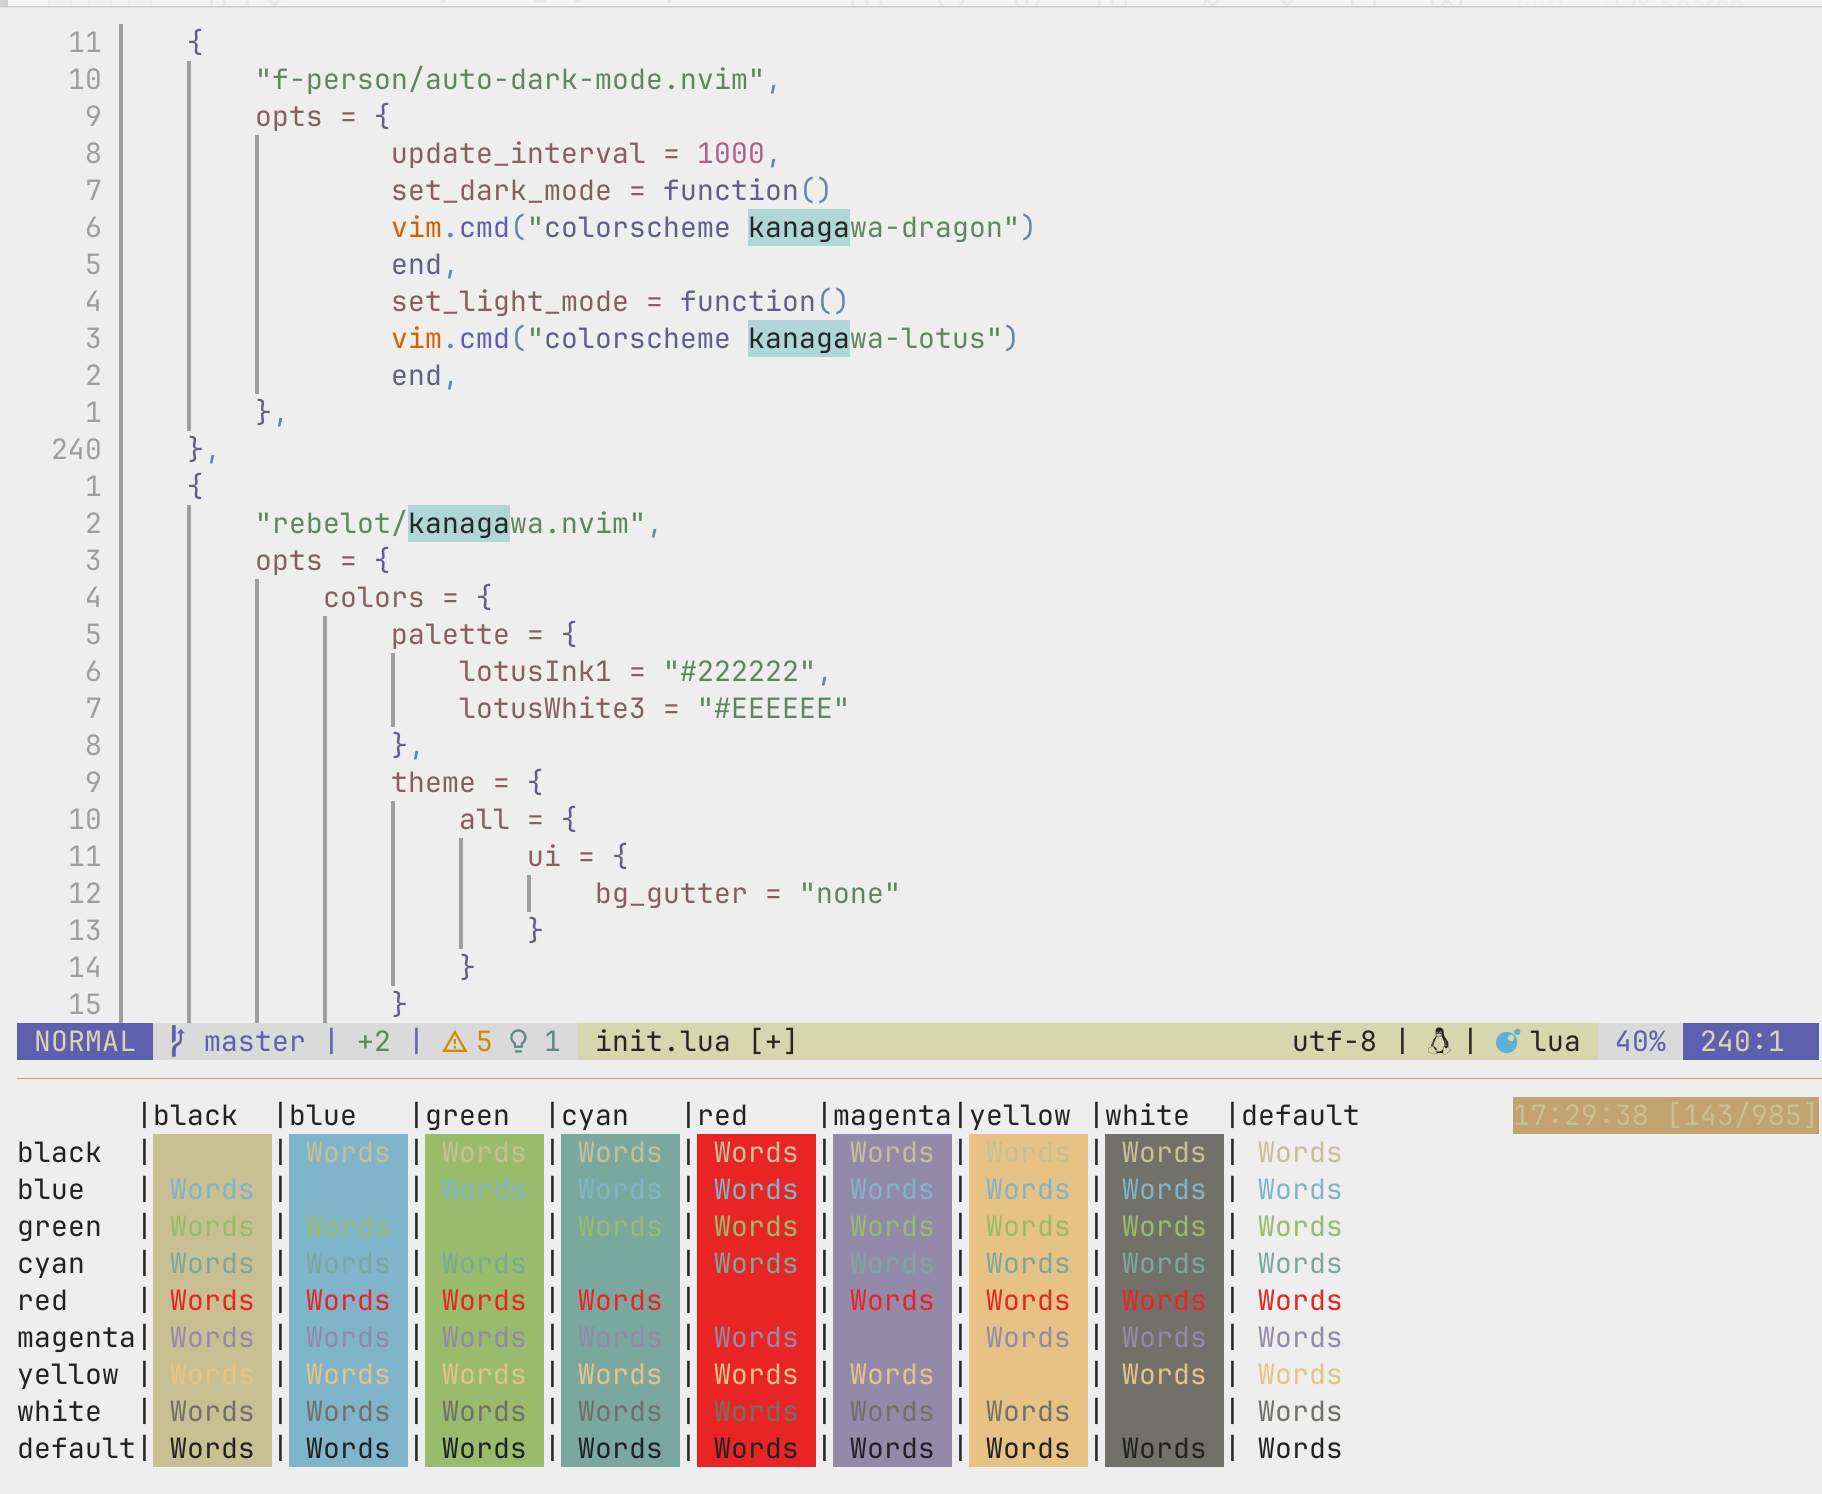 11 {
10 "f-person/auto-dark-mode.nvim",
9 opts = {
8 update_interval = 1000,
7 set_dark_mode = function()
6 vim.cmd("colorscheme kanagawa-dragon")
5 end,
4 set_light_mode = function()
3 vim.cmd("colorscheme kanagawa-lotus")
2 end,
1 },
240 },
1 {
2 "rebelot/kanagawa.nvim",
3 opts = {
4 colors = {
5 palette = {
6 lotusInk1 = "#222222",
7 lotusWhite3 = "#EEEEEE"
8 },
9 theme = {
10 all = {
11 ui = {
12 bg_gutter = "none"
13 }
14 }
15 }
NORMAL master | +2 | 5 1 init.lua [+] utf-8 | | lua 40% 240:1
|black |blue |green |cyan |red |magenta|yellow |white |default 17:29:38 [143/985]
black | | Words | Words | Words | Words | Words | Words | Words | Words
blue | Words | | Words | Words | Words | Words | Words | Words | Words
green | Words | Words | | Words | Words | Words | Words | Words | Words
cyan | Words | Words | Words | | Words | Words | Words | Words | Words
red | Words | Words | Words | Words | | Words | Words | Words | Words
magenta| Words | Words | Words | Words | Words | | Words | Words | Words
yellow | Words | Words | Words | Words | Words | Words | | Words | Words
white | Words | Words | Words | Words | Words | Words | Words | | Words
default| Words | Words | Words | Words | Words | Words | Words | Words | Words